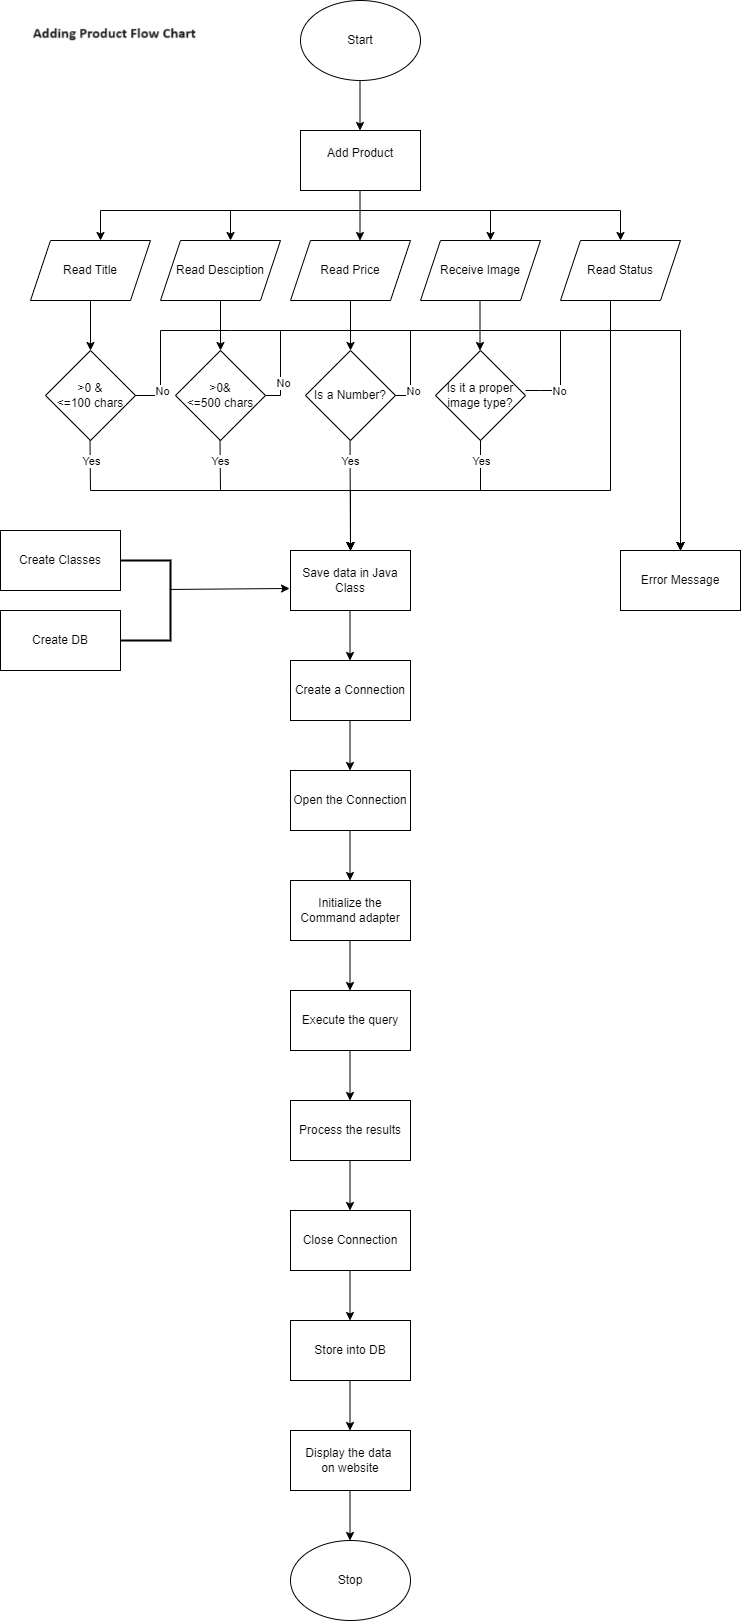 Adding Product Flow Chart
Start
Add Product
Read Title
Read Desciption
Read Price
Receive Image
Read Status
>0 &
<=100 chars
No
>0&
<=500 chars
No
Is a Number?
No
Is it a proper
image type?
No
Yes
Yes
Yes
Yes
Create Classes
Create DB
Save data in Java
Class
Error Message
Create a Connection
Open the Connection
Initialize the
Command adapter
Execute the query
Process the results
Close Connection
Store into DB
Display the data
on website
Stop